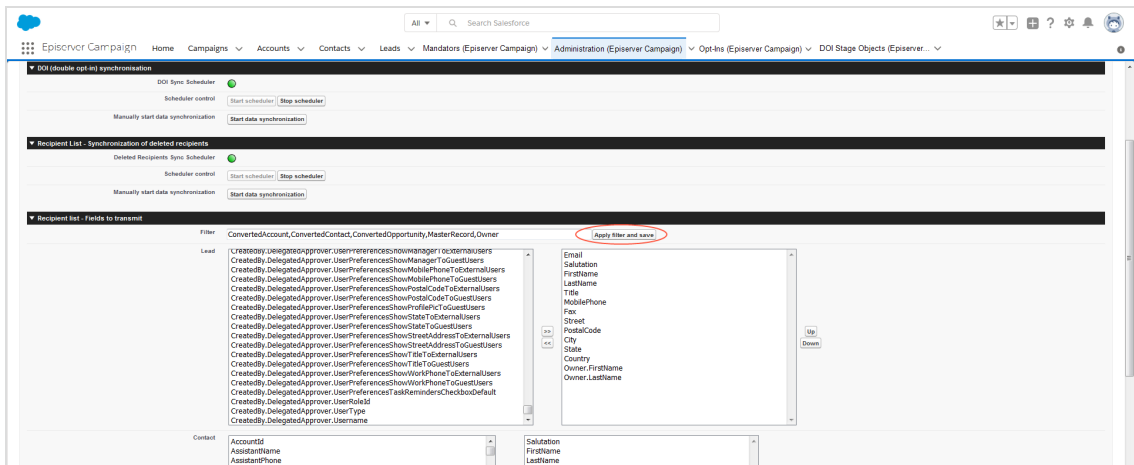 All
Search Salesforce
Episerver Campaign Home Campaigns Accounts Contacts Leads Mandators (Episerver Campaign) Administration (Episerver Campaign) Opt-Ins (Episerver Campaign) DOI Stage Objects (Episerver...
DOI (double opt-in) synchronisation
DOI Sync Scheduler
Scheduler control Start scheduler Stop scheduler
Manually start data synchronization Start data synchronization
Recipient List - Synchronization of deleted recipients
Deleted Recipients Sync Scheduler
Scheduler control Start scheduler Stop scheduler
Manually start data synchronization Start data synchronization
Recipient list - Fields to transmit
Filter ConvertedAccount,ConvertedContact,ConvertedOpportunity,MasterRecord,Owner Apply filter and save
Lead
CreatedBy.DelegatedApprover.UserPreferencesShowManagerToExternalUsers
CreatedBy.DelegatedApprover.UserPreferencesShowManagerToGuestUsers
CreatedBy.DelegatedApprover.UserPreferencesShowMobilePhoneToExternalUsers
CreatedBy.DelegatedApprover.UserPreferencesShowMobilePhoneToGuestUsers
CreatedBy.DelegatedApprover.UserPreferencesShowPostalCodeToExternalUsers
CreatedBy.DelegatedApprover.UserPreferencesShowPostalCodeToGuestUsers
CreatedBy.DelegatedApprover.UserPreferencesShowProfilePicToGuestUsers
CreatedBy.DelegatedApprover.UserPreferencesShowStateToExternalUsers
CreatedBy.DelegatedApprover.UserPreferencesShowStateToGuestUsers
CreatedBy.DelegatedApprover.UserPreferencesShowStreetAddressToExternalUsers
CreatedBy.DelegatedApprover.UserPreferencesShowStreetAddressToGuestUsers
CreatedBy.DelegatedApprover.UserPreferencesShowTitleToExternalUsers
CreatedBy.DelegatedApprover.UserPreferencesShowTitleToGuestUsers
CreatedBy.DelegatedApprover.UserPreferencesShowWorkPhoneToExternalUsers
CreatedBy.DelegatedApprover.UserPreferencesShowWorkPhoneToGuestUsers
CreatedBy.DelegatedApprover.UserPreferencesTaskRemindersCheckboxDefault
CreatedBy.DelegatedApprover.UserRoleId
CreatedBy.DelegatedApprover.UserType
CreatedBy.DelegatedApprover.Username
>>
<<
Email
Salutation
FirstName
LastName
Title
MobilePhone
Fax
Street
PostalCode
City
State
Country
Owner.FirstName
Owner.LastName
Up
Down
Contact
AccountId
AssistantName
AssistantPhone
Salutation
FirstName
LastName